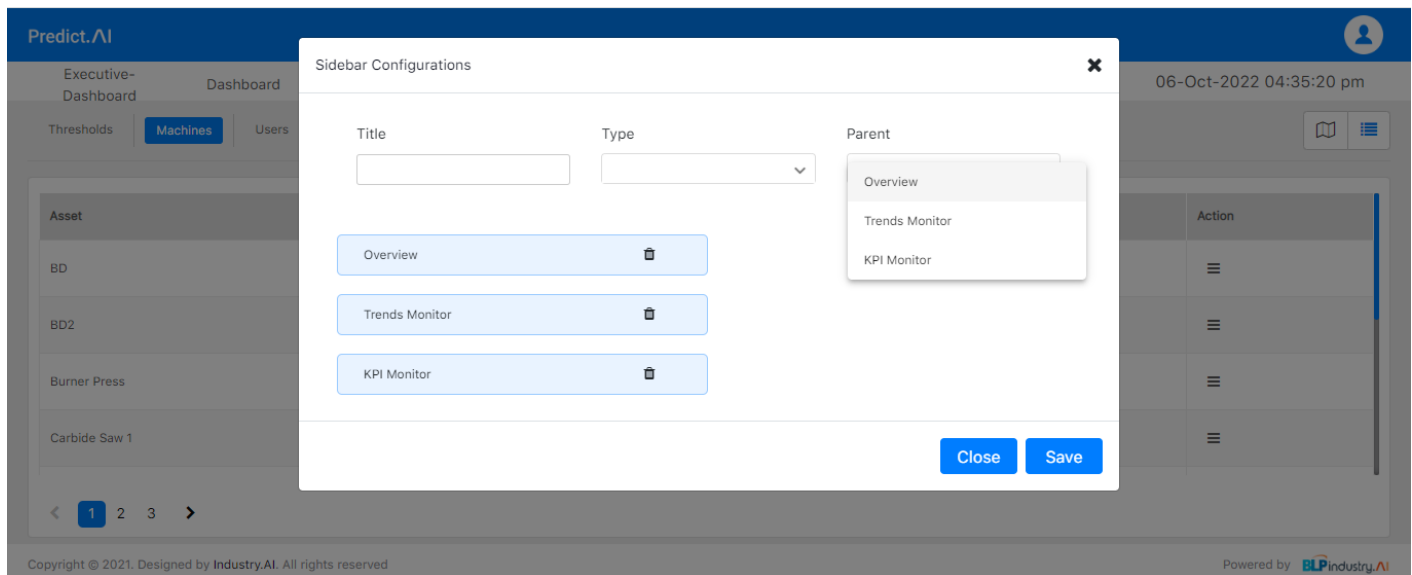 Predict.AI
Executive-
Dashboard
Dashboard
06-Oct-2022 04:35:20 pm
Thresholds
Machines
Users
Sidebar Configurations
Title
Type
Parent
Overview
Trends Monitor
KPI Monitor
Overview
Trends Monitor
KPI Monitor
Close
Save
Asset
Action
BD
BD2
Burner Press
Carbide Saw 1
1 2 3
Copyright © 2021. Designed by Industry.AI. All rights reserved
Powered by BLPindustry.AI